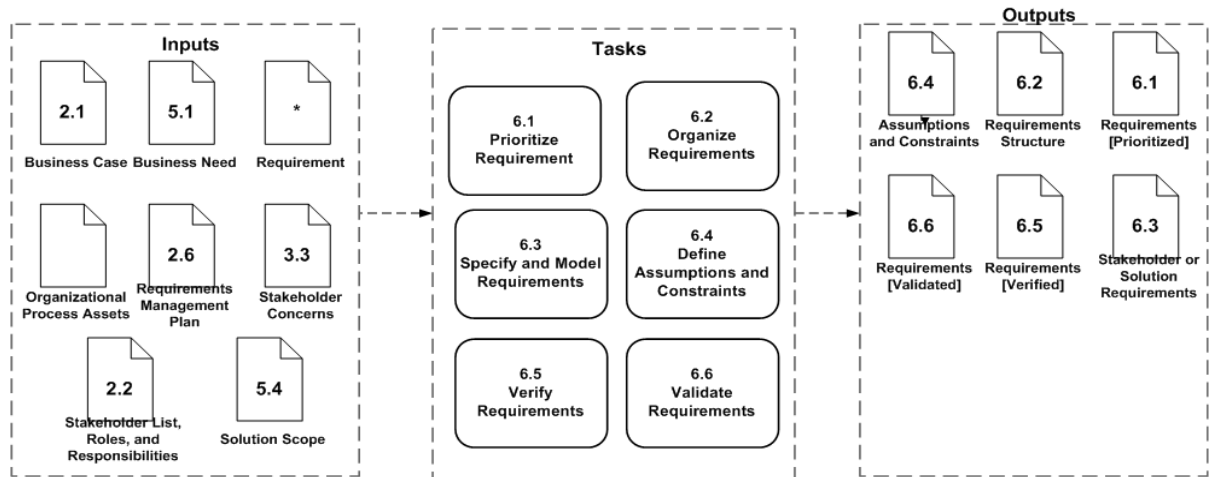 Inputs
2.1
5.1
*
Business Case
Business Need
Requirement
2.6
3.3
Organizational
Process Assets
Requirements
Management
Plan
Stakeholder
Concerns
2.2
5.4
Stakeholder List,
Roles, and
Responsibilities
Solution Scope
Tasks
6.1
Prioritize
Requirement
6.2
Organize
Requirements
6.3
Specify and Model
Requirements
6.4
Define
Assumptions and
Constraints
6.5
Verify
Requirements
6.6
Validate
Requirements
Outputs
6.4
6.2
6.1
Assumptions
and Constraints
Requirements
Structure
Requirements
[Prioritized]
6.6
6.5
6.3
Requirements
[Validated]
Requirements
[Verified]
Stakeholder or
Solution
Requirements